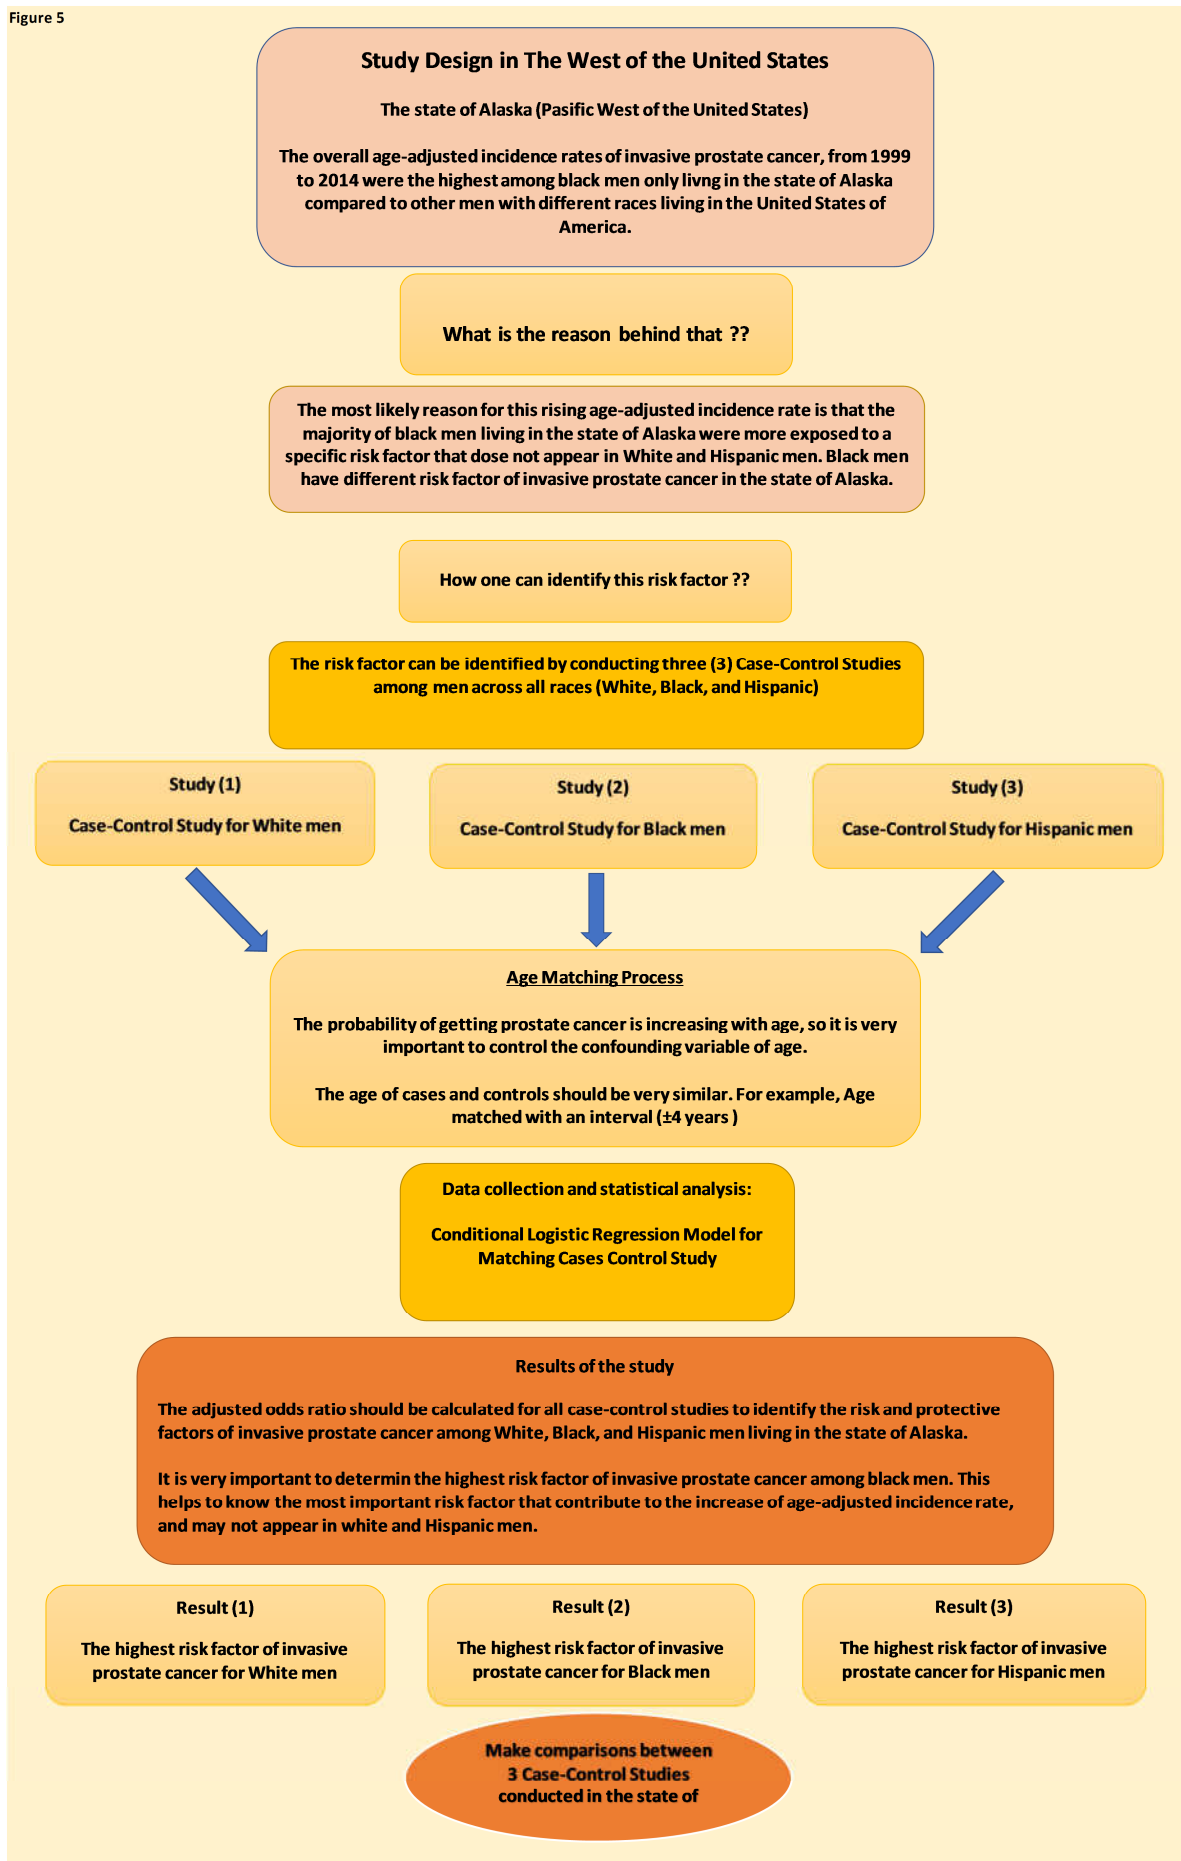 Figure 5
Study Design in The West of the United States
The state of Alaska (Pasific West of the United States)
The overall age-adjusted incidence rates of invasive prostate cancer, from 1999
to 2014 were the highest among black men only livng in the state of Alaska
compared to other men with different races living in the United States of
America.
What is the reason behind that ??
The most likely reason for this rising age-adjusted incidence rate is that the
majority of black men living in the state of Alaska were more exposed to a
specific risk factor that dose not appear in White and Hispanic men. Black men
have different risk factor of invasive prostate cancer in the state of Alaska.
How one can identify this risk factor ??
The risk factor can be identified by conducting three (3) Case-Control Studies
among men across all races (White, Black, and Hispanic)
Study (1)
Case-Control Study for White men
Study (2)
Case-Control Study for Black men
Study (3)
Case-Control Study for Hispanic men
Age Matching Process
The probability of getting prostate cancer is increasing with age, so it is very
important to control the confounding variable of age.
The age of cases and controls should be very similar. For example, Age
matched with an interval (±4 years )
Data collection and statistical analysis:
Conditional Logistic Regression Model for
Matching Cases Control Study
Results of the study
The adjusted odds ratio should be calculated for all case-control studies to identify the risk and protective
factors of invasive prostate cancer among White, Black, and Hispanic men living in the state of Alaska.
It is very important to determin the highest risk factor of invasive prostate cancer among black men. This
helps to know the most important risk factor that contribute to the increase of age-adjusted incidence rate,
and may not appear in white and Hispanic men.
Result (1)
The highest risk factor of invasive
prostate cancer for White men
Result (2)
The highest risk factor of invasive
prostate cancer for Black men
Result (3)
The highest risk factor of invasive
prostate cancer for Hispanic men
Make comparisons between
3 Case-Control Studies
conducted in the state of